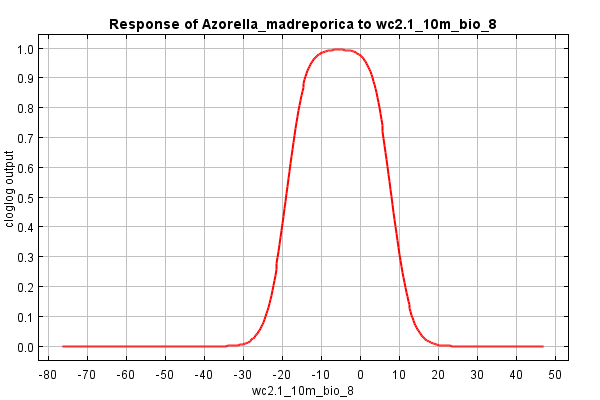 Response of Azorella_madreporica to wc2.1_10m_bio_8
cloglog output
1.0
0.9
0.8
0.7
0.6
0.5
0.4
0.3
0.2
0.1
0.0
-80 -70 -60 -50 -40 -30 -20 -10 0 10 20 30 40 50
wc2.1_10m_bio_8